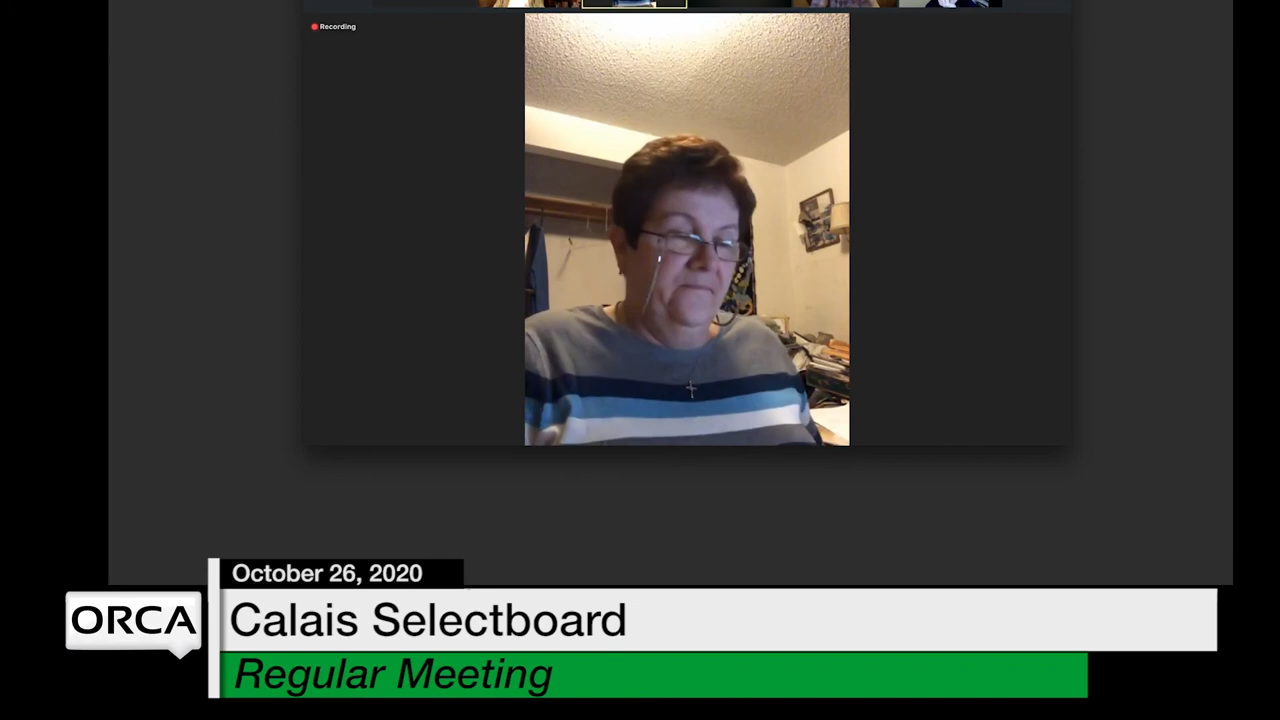 Recording
October 26, 2020
ORCA
Calais Selectboard
Regular Meeting